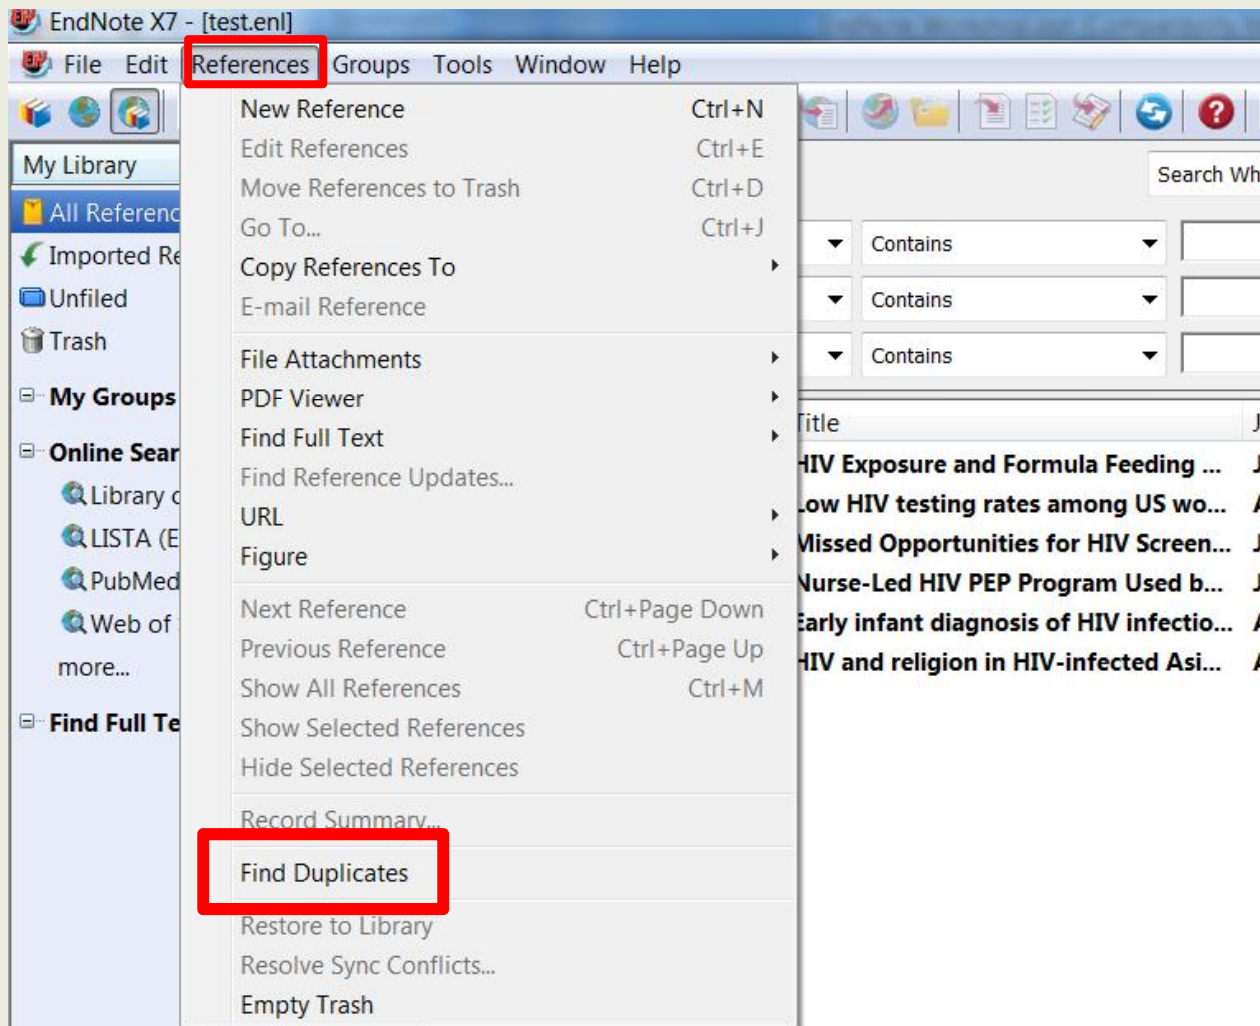 EndNote X7 - [test.enl]
File Edit References Groups Tools Window Help
New Reference Ctrl+N
Edit References Ctrl+E
Move References to Trash Ctrl+D
Go To... Ctrl+J
Copy References To
E-mail Reference
File Attachments
PDF Viewer
Find Full Text
Find Reference Updates...
URL
Figure
Next Reference Ctrl+Page Down
Previous Reference Ctrl+Page Up
Show All References Ctrl+M
Show Selected References
Hide Selected References
Record Summary...
Find Duplicates
Restore to Library
Resolve Sync Conflicts...
Empty Trash
My Library
All Referenc
Imported Re
Unfiled
Trash
My Groups
Online Sear
Library
LISTA (E
PubMed
Web of
more...
Find Full Te
Search Wh
Contains
Contains
Contains
Title
HIV Exposure and Formula Feeding ...
Low HIV testing rates among US wo...
Missed Opportunities for HIV Screen...
Nurse-Led HIV PEP Program Used b...
Early infant diagnosis of HIV infectio...
HIV and religion in HIV-infected Asi...